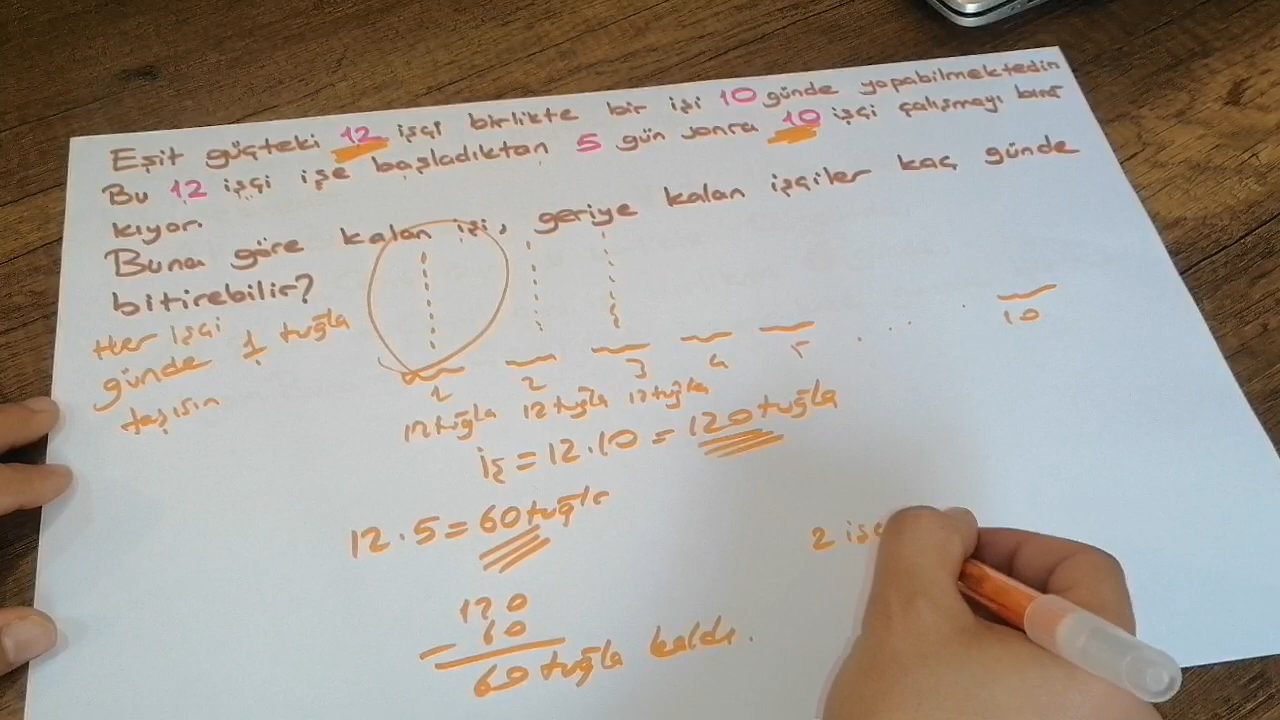 Eşit güçteki 12 işçi birlikte bir işi 10 günde yapabilmektedir
Bu 12 işçi işe başladıktan 5 gün sonra 10 işçi çalışmayı bıra
kıyor.
Buna göre kalan işi, geriye kalan işçiler kaç günde
bitirebilir?
Her işçi
günde 1 tuğla
taşısın
1 2 3 4 5 ..... 10
12 tuğla 12 tuğla 12 tuğla
iş = 12.10 = 120 tuğla
12.5 = 60 tuğla
120
60
60 tuğla kaldı.
2 işç